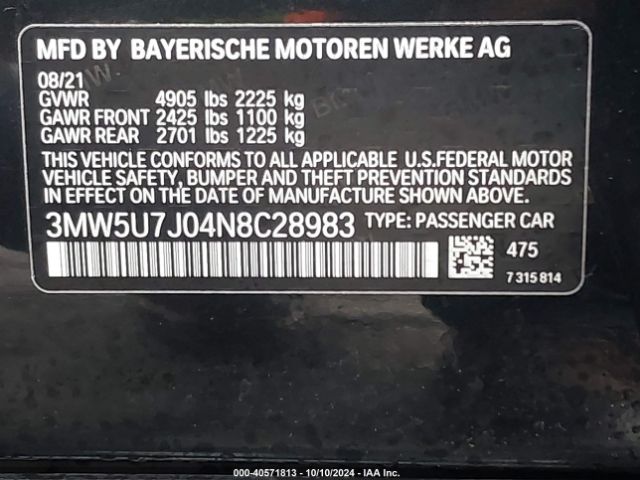 MFD BY BAYERISCHE MOTOREN WERKE AG
08/21
GVWR 4905 lbs 2225 kg
GAWR FRONT 2425 lbs 1100 kg
GAWR REAR 2701 lbs 1225 kg
THIS VEHICLE CONFORMS TO ALL APPLICABLE U.S.FEDERAL MOTOR
VEHICLE SAFETY, BUMPER AND THEFT PREVENTION STANDARDS
IN EFFECT ON THE DATE OF MANUFACTURE SHOWN ABOVE.
3MW5U7J04N8C28983 TYPE: PASSENGER CAR
475
7 315 814
000-40571813 - 10/10/2024 - IAA Inc.